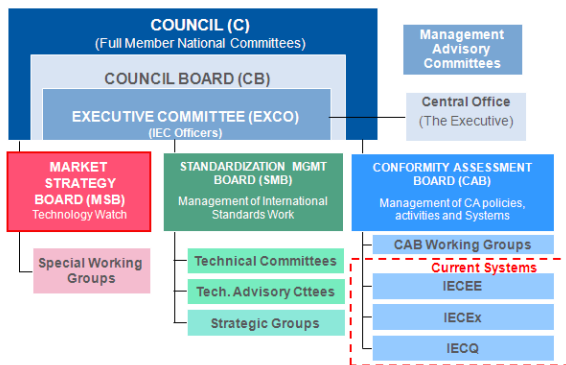 COUNCIL (C)
(Full Member National Committees)
Management
Advisory
Committees
COUNCIL BOARD (CB)
EXECUTIVE COMMITTEE (EXCO)
(IEC Officers)
Central Office
(The Executive)
MARKET
STRATEGY
BOARD (MSB)
Technology Watch
STANDARDIZATION MGMT
BOARD (SMB)
Management of International
Standards Work
CONFORMITY ASSESSMENT
BOARD (CAB)
Management of CA policies,
activities and Systems
Special Working
Groups
Technical Committees
Tech. Advisory Cttees
Strategic Groups
CAB Working Groups
Current Systems
IECEE
IECEx
IECQ